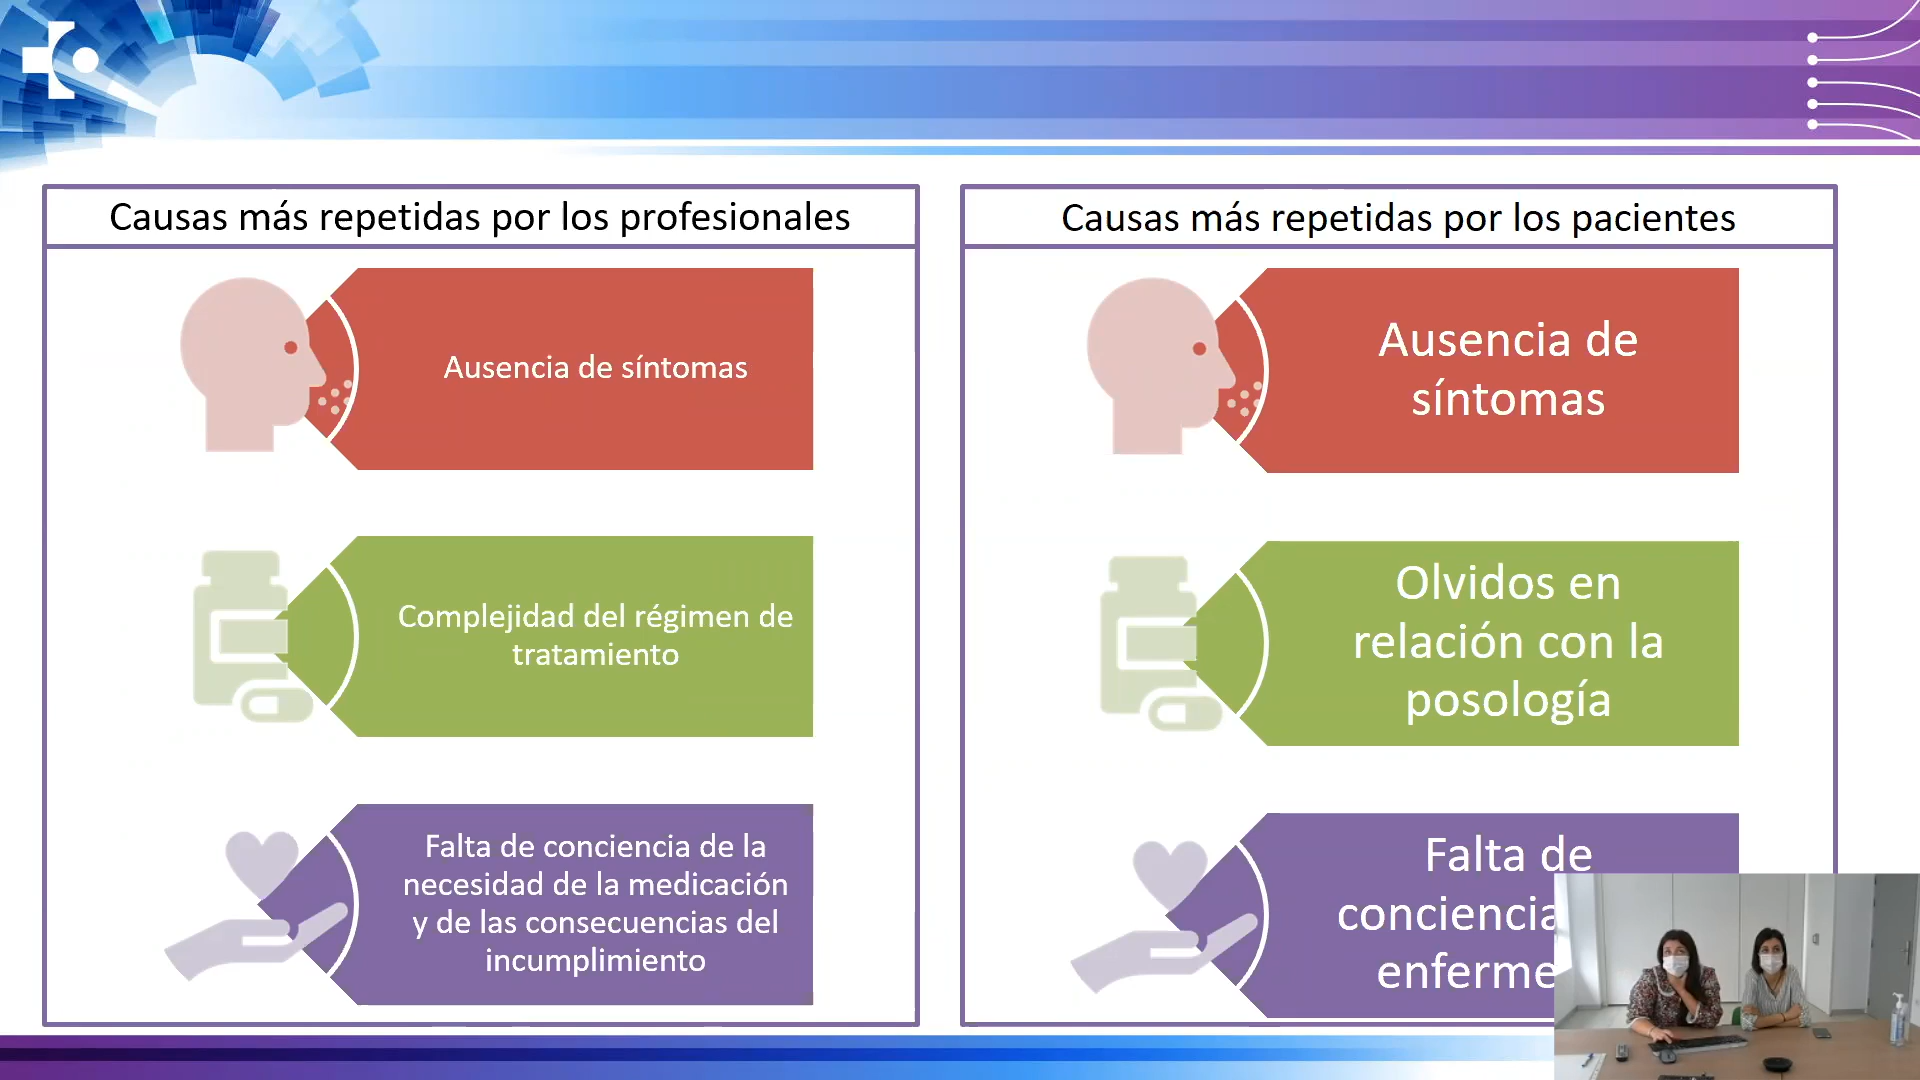 Causas más repetidas por los profesionales
Ausencia de síntomas
Complejidad del régimen de
tratamiento
Falta de conciencia de la
necesidad de la medicación
y de las consecuencias del
incumplimiento
Causas más repetidas por los pacientes
Ausencia de
síntomas
Olvidos en
relación con la
posología
Falta de
conciencia